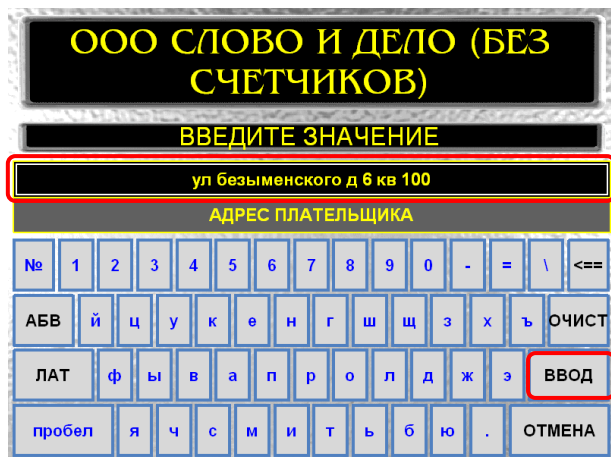 ООО СЛОВО И ДЕЛО (БЕЗ
СЧЕТЧИКОВ)
ВВЕДИТЕ ЗНАЧЕНИЕ
ул безыменского д 6 кв 100
АДРЕС ПЛАТЕЛЬЩИКА
№ 1 2 3 4 5 6 7 8 9 0 - = \ <==
АБВ й ц у к е н г ш щ з х ъ ОЧИСТ
ЛАТ ф ы в а п р о л д ж э ВВОД
пробел я ч с м и т ь б ю . ОТМЕНА